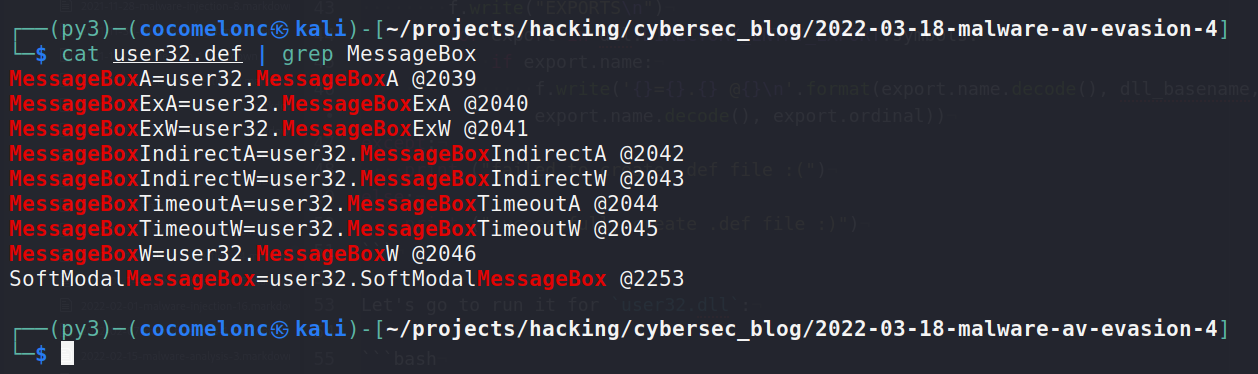 ┌──(py3)─(cocomelonc㉿kali)-[~/projects/hacking/cybersec_blog/2022-03-18-malware-av-evasion-4]
└─$ cat user32.def | grep MessageBox
MessageBoxA=user32.MessageBoxA @2039
MessageBoxExA=user32.MessageBoxExA @2040
MessageBoxExW=user32.MessageBoxExW @2041
MessageBoxIndirectA=user32.MessageBoxIndirectA @2042
MessageBoxIndirectW=user32.MessageBoxIndirectW @2043
MessageBoxTimeoutA=user32.MessageBoxTimeoutA @2044
MessageBoxTimeoutW=user32.MessageBoxTimeoutW @2045
MessageBoxW=user32.MessageBoxW @2046
SoftModalMessageBox=user32.SoftModalMessageBox @2253
┌──(py3)─(cocomelonc㉿kali)-[~/projects/hacking/cybersec_blog/2022-03-18-malware-av-evasion-4]
└─$